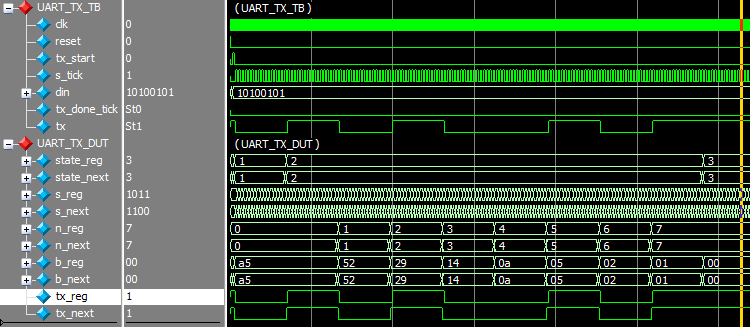 UART_TX_TB (UART_TX_TB)
clk 0
reset 0
tx_start 0
s_tick 1
din 10100101 10100101
tx_done_tick St0
tx St1
UART_TX_DUT (UART_TX_DUT)
state_reg 3 1 2 3
state_next 3 1 2 3
s_reg 1011
s_next 1100
n_reg 7 0 1 2 3 4 5 6 7
n_next 7 0 1 2 3 4 5 6 7
b_reg 00 a5 52 29 14 0a 05 02 01 00
b_next 00 a5 52 29 14 0a 05 02 01 00
tx_reg 1
tx_next 1